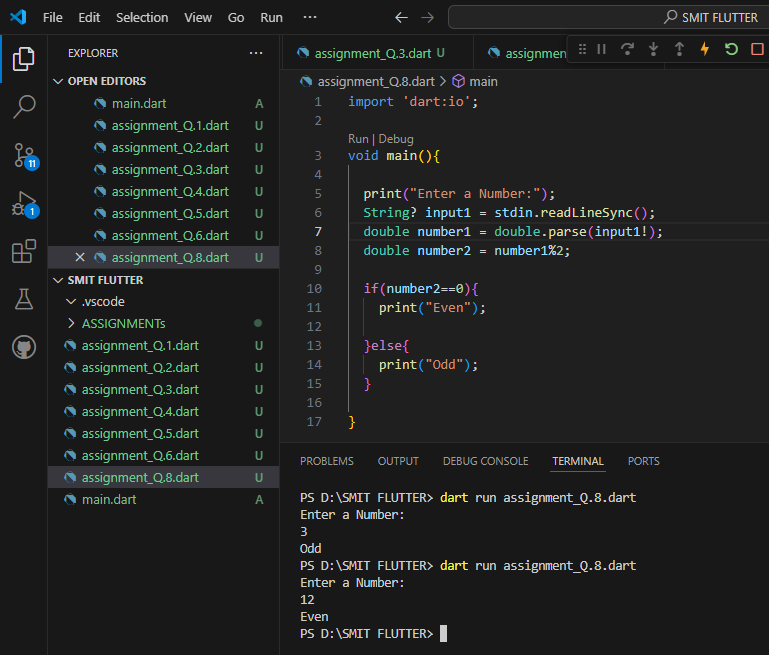 File Edit Selection View Go Run ··· ← → SMIT FLUTTER
EXPLORER ···
OPEN EDITORS
main.dart A
assignment_Q.1.dart U
assignment_Q.2.dart U
assignment_Q.3.dart U
assignment_Q.4.dart U
assignment_Q.5.dart U
assignment_Q.6.dart U
assignment_Q.8.dart U
SMIT FLUTTER
.vscode
ASSIGNMENTs
assignment_Q.1.dart U
assignment_Q.2.dart U
assignment_Q.3.dart U
assignment_Q.4.dart U
assignment_Q.5.dart U
assignment_Q.6.dart U
assignment_Q.8.dart U
main.dart A
11
1
assignment_Q.3.dart U assignmen
assignment_Q.8.dart > main
1 import 'dart:io';
2
Run | Debug
3 void main(){
4
5 print("Enter a Number:");
6 String? input1 = stdin.readLineSync();
7 double number1 = double.parse(input1!);
8 double number2 = number1%2;
9
10 if(number2==0){
11 print("Even");
12
13 }else{
14 print("Odd");
15 }
16
17 }
PROBLEMS OUTPUT DEBUG CONSOLE TERMINAL PORTS
PS D:\SMIT FLUTTER> dart run assignment_Q.8.dart
Enter a Number:
3
Odd
PS D:\SMIT FLUTTER> dart run assignment_Q.8.dart
Enter a Number:
12
Even
PS D:\SMIT FLUTTER>